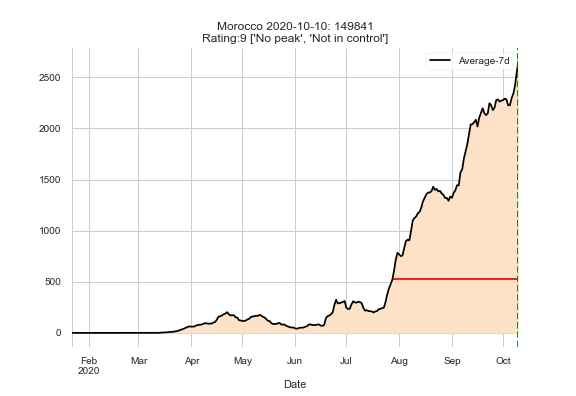 Morocco 2020-10-10: 149841
Rating:9 ['No peak', 'Not in control']
Average-7d
2500
2000
1500
1000
500
0
Feb Mar Apr May Jun Jul Aug Sep Oct
2020
Date